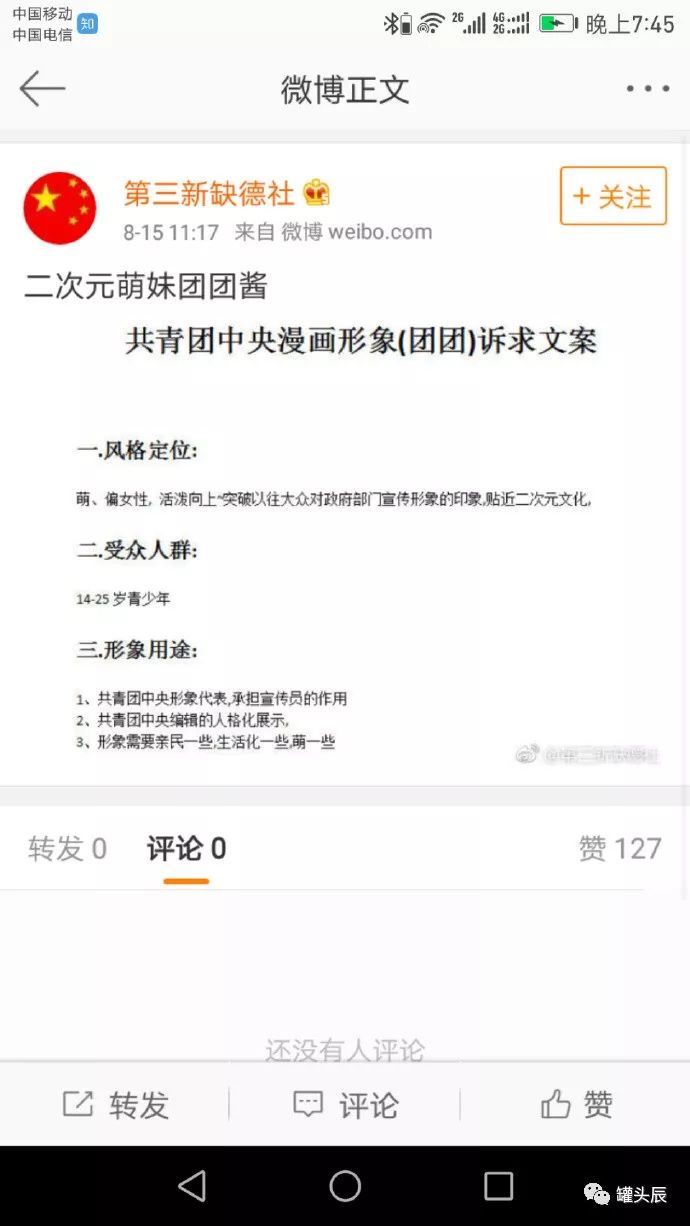 中国移动
中国电信
知
2G 4G 2G 晚上7:45
微博正文
第三新缺德社
+ 关注
8-15 11:17 来自 微博 weibo.com
二次元萌妹团团酱
共青团中央漫画形象(团团)诉求文案
一.风格定位:
萌、偏女性, 活泼向上"突破以往大众对政府部门宣传形象的印象,贴近二次元文化,
二.受众人群:
14-25 岁青少年
三.形象用途:
1、共青团中央形象代表,承担宣传员的作用
2、共青团中央编辑的人格化展示,
3、形象需要亲民一些,生活化一些,萌一些
@第三新缺德社
转发 0 评论 0 赞 127
还没有人评论
转发 评论 赞
罐头辰